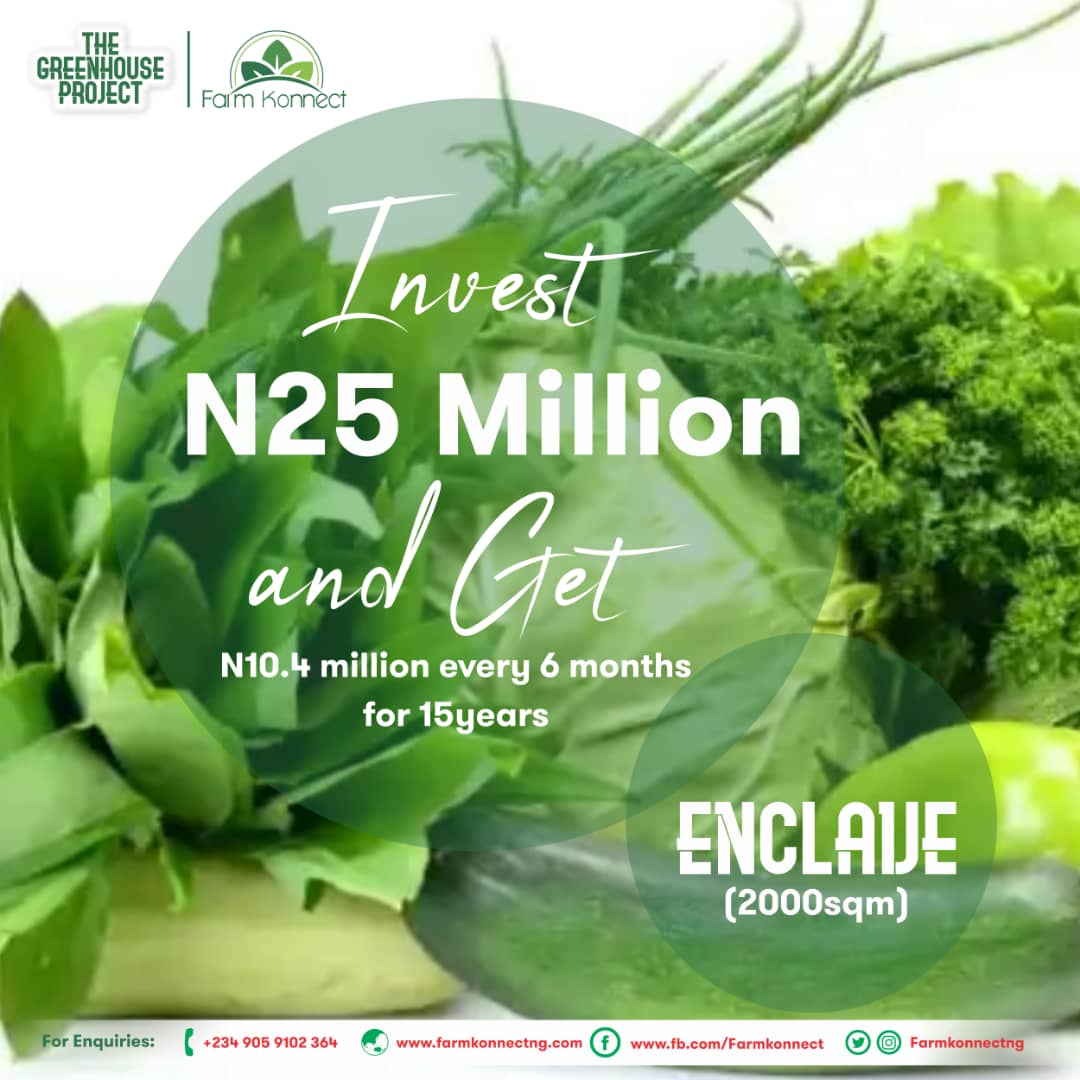 THE
GREENHOUSE
PROJECT
Farm Konnect
Invest
N25 Million
and Get
N10.4 million every 6 months
for 15years
ENCLAVE
(2000sqm)
For Enquiries: +234 905 9102 364 www.farmkonnectng.com www.fb.com/Farmkonnect Farmkonnectng